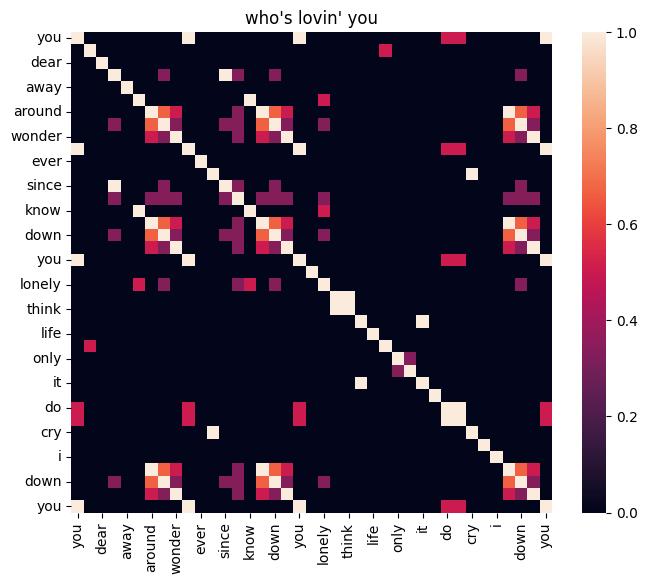 who's lovin' you
you
dear
away
around
wonder
ever
since
know
down
you
lonely
think
life
only
it
do
cry
i
down
you
you
dear
away
around
wonder
ever
since
know
down
you
lonely
think
life
only
it
do
cry
i
down
you
1.0
0.8
0.6
0.4
0.2
0.0